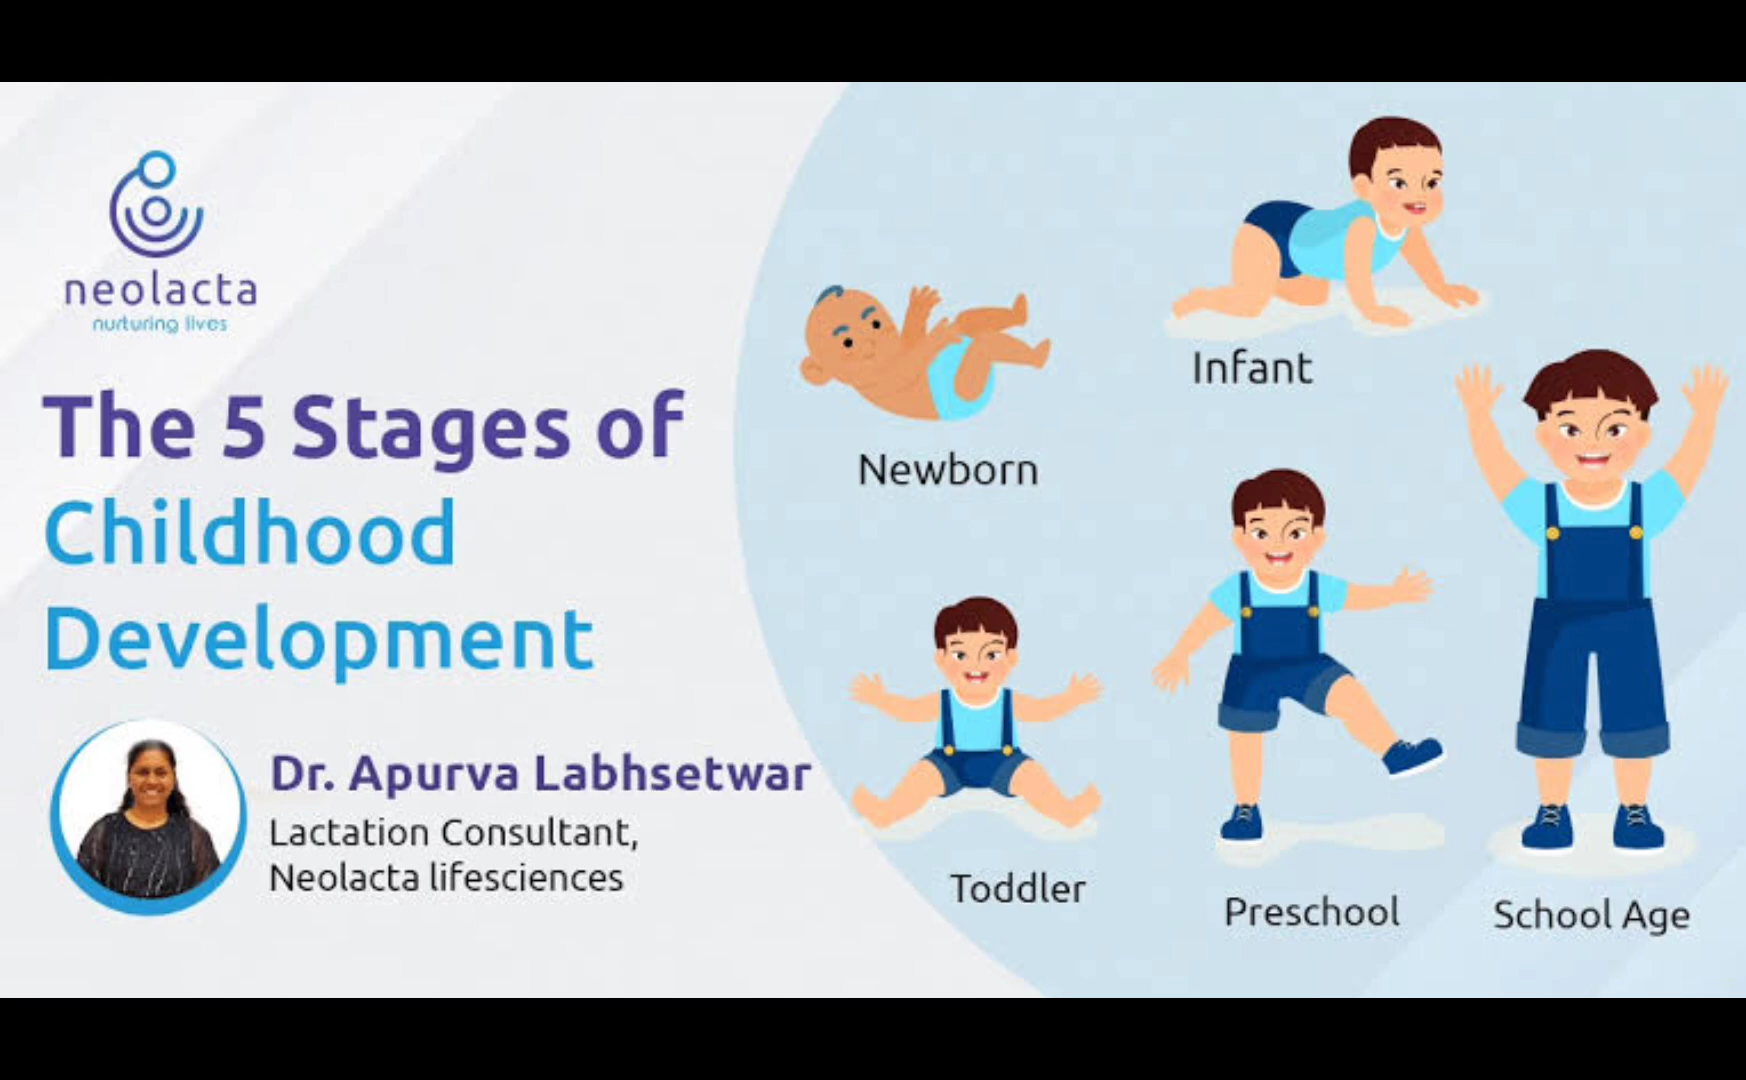 neolacta
nurturing lives
The 5 Stages of
Childhood
Development
Dr. Apurva Labhsetwar
Lactation Consultant,
Neolacta lifesciences
Newborn
Infant
Toddler
Preschool
School Age